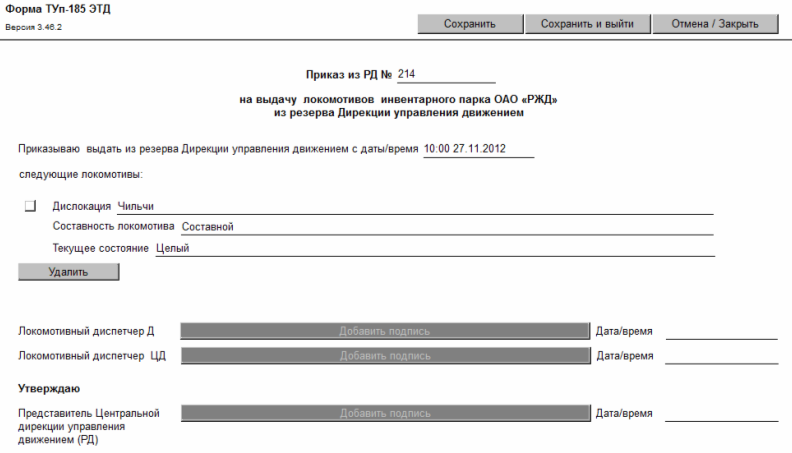 Форма ТУп-185 ЭТД
Версия 3.46.2
Сохранить Сохранить и выйти Отмена / Закрыть
Приказ из РД № 214
на выдачу локомотивов инвентарного парка ОАО «РЖД»
из резерва Дирекции управления движением
Приказываю выдать из резерва Дирекции управления движением с даты/время 10:00 27.11.2012
следующие локомотивы:
Дислокация Чильчи
Составность локомотива Составной
Текущее состояние Целый
Удалить
Локомотивный диспетчер Д Добавить подпись Дата/время
Локомотивный диспетчер ЦД Добавить подпись Дата/время
Утверждаю
Представитель Центральной Добавить подпись Дата/время
дирекции управления
движением (РД)